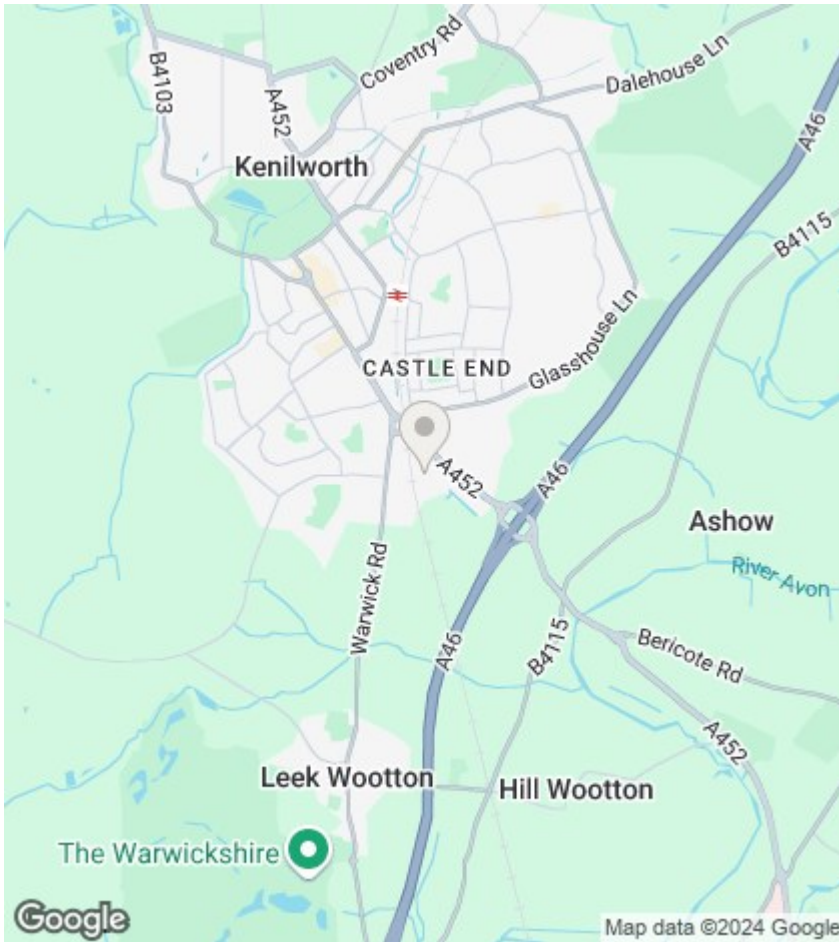 Coventry Rd
Dalehouse Ln
B4103
A452
A46
Kenilworth
B4115
Glasshouse Ln
CASTLE END
A452
A46
Ashow
River Avon
Warwick Rd
A46
B4115
Bericote Rd
A452
Leek Wootton
Hill Wootton
The Warwickshire
Google
Map data ©2024 Google